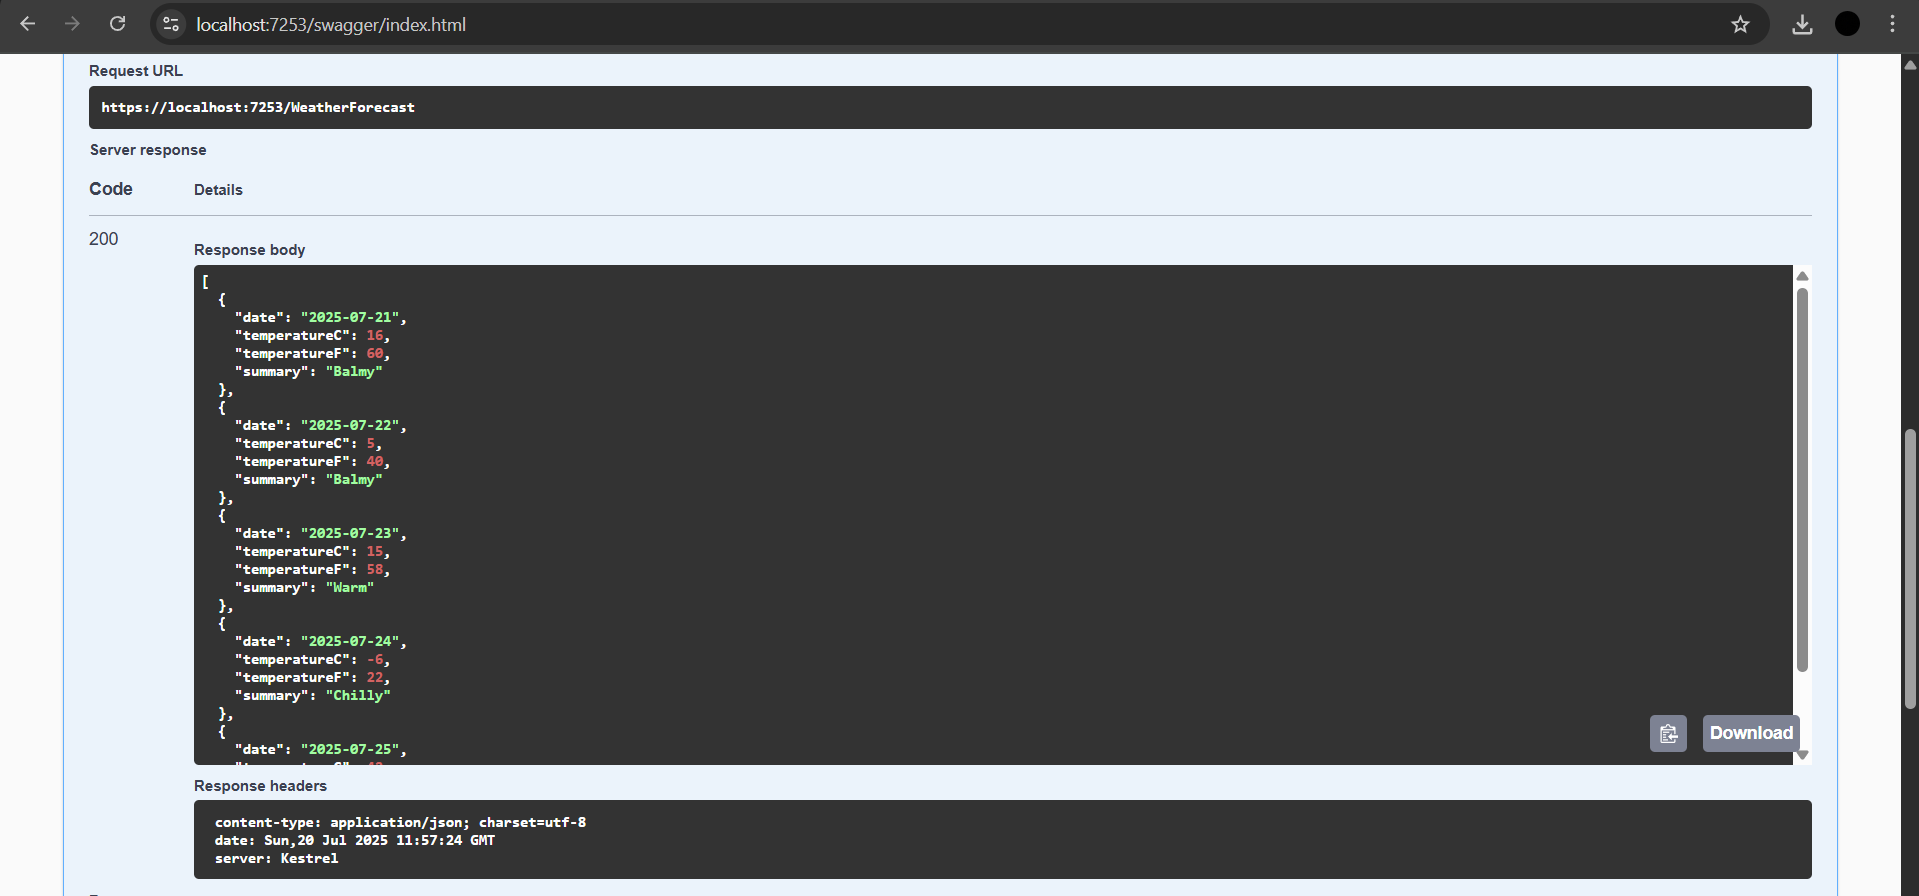 localhost:7253/swagger/index.html
Request URL
https://localhost:7253/WeatherForecast
Server response
Code Details
200
Response body
[
{
"date": "2025-07-21",
"temperatureC": 16,
"temperatureF": 60,
"summary": "Balmy"
},
{
"date": "2025-07-22",
"temperatureC": 5,
"temperatureF": 40,
"summary": "Balmy"
},
{
"date": "2025-07-23",
"temperatureC": 15,
"temperatureF": 58,
"summary": "Warm"
},
{
"date": "2025-07-24",
"temperatureC": -6,
"temperatureF": 22,
"summary": "Chilly"
},
{
"date": "2025-07-25",
Download
Response headers
content-type: application/json; charset=utf-8
date: Sun,20 Jul 2025 11:57:24 GMT
server: Kestrel